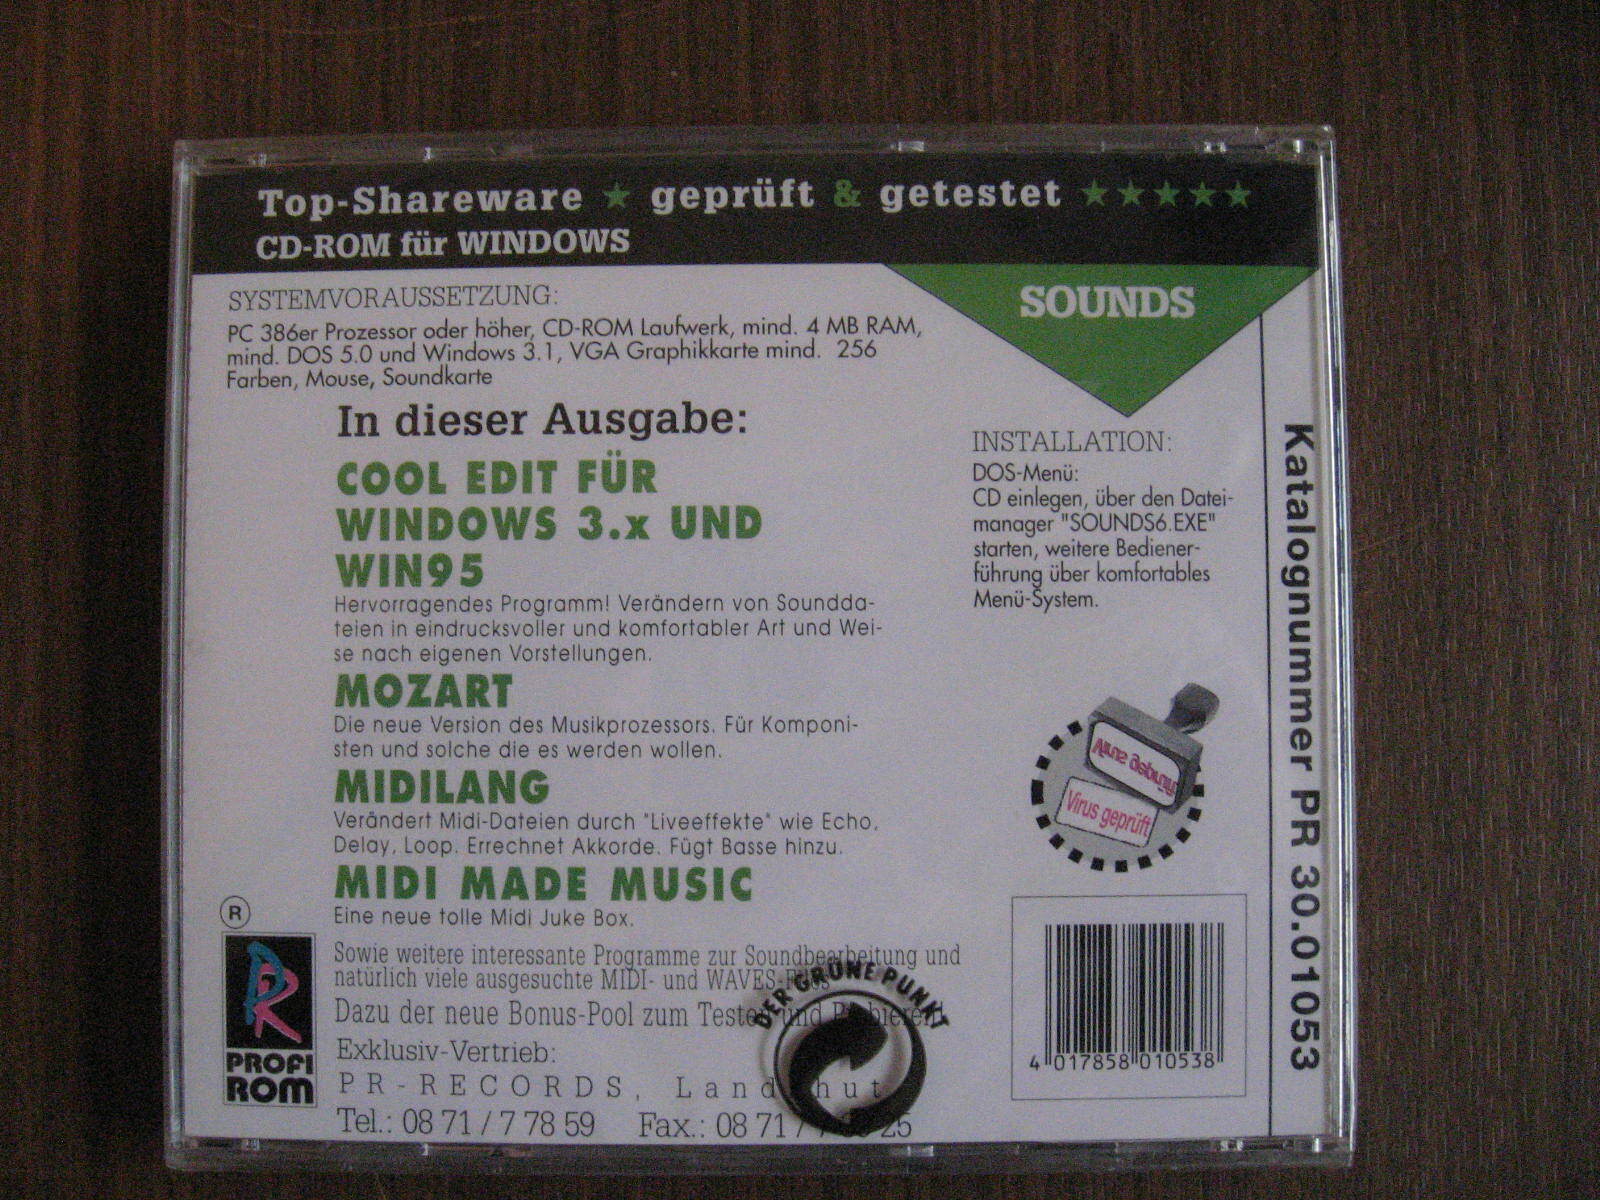 Top-Shareware ★ geprüft & getestet ★★★★★
CD-ROM für WINDOWS
SOUNDS
SYSTEMVORAUSSETZUNG:
PC 386er Prozessor oder höher, CD-ROM Laufwerk, mind. 4 MB RAM,
mind. DOS 5.0 und Windows 3.1, VGA Graphikkarte mind. 256
Farben, Mouse, Soundkarte
In dieser Ausgabe:
COOL EDIT FÜR
WINDOWS 3.x UND
WIN95
Hervorragendes Programm! Verändern von Soundda-
teien in eindrucksvoller und komfortabler Art und Wei-
se nach eigenen Vorstellungen.
MOZART
Die neue Version des Musikprozessors. Für Komponi-
sten und solche die es werden wollen.
MIDILANG
Verändert Midi-Dateien durch "Liveeffekte" wie Echo,
Delay, Loop. Errechnet Akkorde. Fügt Basse hinzu.
MIDI MADE MUSIC
Eine neue tolle Midi Juke Box.
Sowie weitere interessante Programme zur Soundbearbeitung und
natürlich viele ausgesuchte MIDI- und WAVES-Files
Dazu der neue Bonus-Pool zum Testen und Probieren!
Exklusiv-Vertrieb:
PR-RECORDS, Landshut
Tel.: 08 71 / 7 78 59 Fax.: 08 71 /
DER GRÜNE PUNKT
INSTALLATION:
DOS-Menü:
CD einlegen, über den Datei-
manager "SOUNDS6.EXE"
starten, weitere Bediener-
führung über komfortables
Menü-System.
Virus geprüft
Virus geprüft
4 017858 010538
Katalognummer PR 30.01053
®
PR
PROFI
ROM